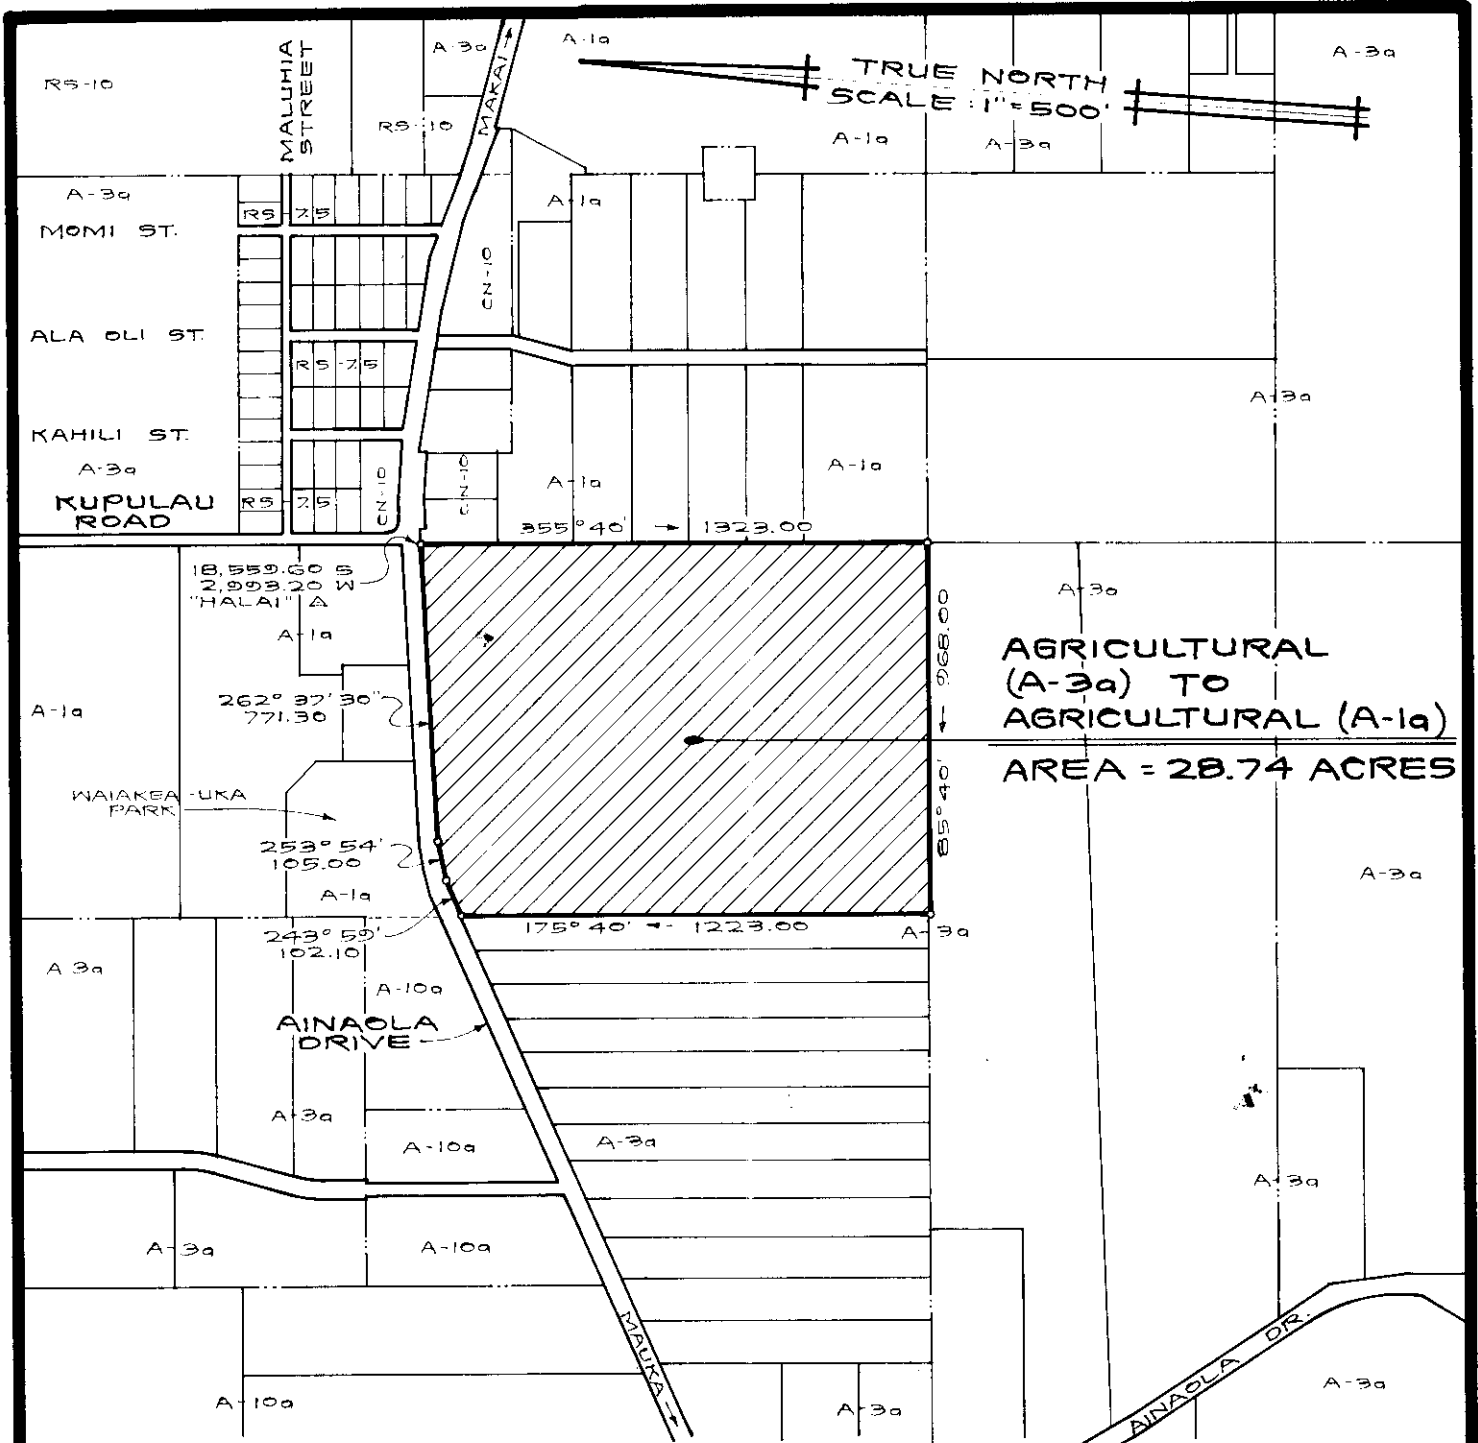 RS-10
MALUHIA
STREET
A-3a
MAKAI
A-1a
TRUE NORTH
SCALE : 1"=500'
A-3a
RS-10
A-1a
A-3a
A-3a
RS-7.5
A-1a
MOMI ST.
CN-10
ALA OLI ST.
RS-7.5
A-3a
KAHILI ST.
A-3a
CN-10
CN-10
A-1a
A-1a
KUPULAU
ROAD
RS-7.5
355°40' → 1323.00
18,559.60 S
2,993.20 W
"HALAI" Δ
A-1a
A-3a
968.00
AGRICULTURAL
(A-3a) TO
AGRICULTURAL (A-1a)
AREA = 28.74 ACRES
A-1a
262° 37' 30"
771.30
85°40'
WAIAKEA-UKA
PARK
253° 54'
105.00
A-1a
A-3a
243° 59'
102.10
175° 40' ← 1223.00
A-3a
A-3a
A-10a
AINAOLA
DRIVE
A-3a
A-10a
A-3a
A-3a
A-3a
A-10a
MAUKA
AINAOLA DR.
A-10a
A-3a
A-3a